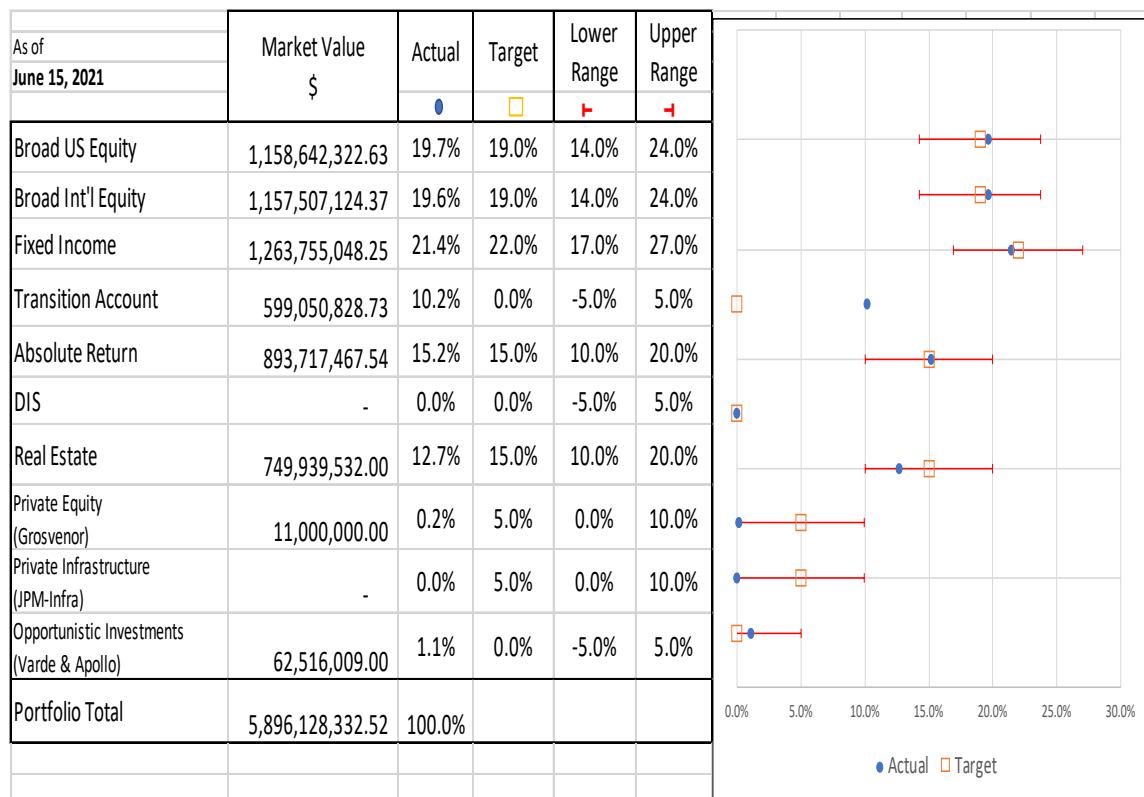 As of
June 15, 2021
Market Value
$
Actual
Target
Lower
Range
Upper
Range
Broad US Equity 1,158,642,322.63 19.7% 19.0% 14.0% 24.0%
Broad Int'l Equity 1,157,507,124.37 19.6% 19.0% 14.0% 24.0%
Fixed Income 1,263,755,048.25 21.4% 22.0% 17.0% 27.0%
Transition Account 599,050,828.73 10.2% 0.0% -5.0% 5.0%
Absolute Return 893,717,467.54 15.2% 15.0% 10.0% 20.0%
DIS - 0.0% 0.0% -5.0% 5.0%
Real Estate 749,939,532.00 12.7% 15.0% 10.0% 20.0%
Private Equity
(Grosvenor) 11,000,000.00 0.2% 5.0% 0.0% 10.0%
Private Infrastructure
(JPM-Infra) - 0.0% 5.0% 0.0% 10.0%
Opportunistic Investments
(Varde & Apollo) 62,516,009.00 1.1% 0.0% -5.0% 5.0%
Portfolio Total 5,896,128,332.52 100.0%
0.0% 5.0% 10.0% 15.0% 20.0% 25.0% 30.0%
Actual Target